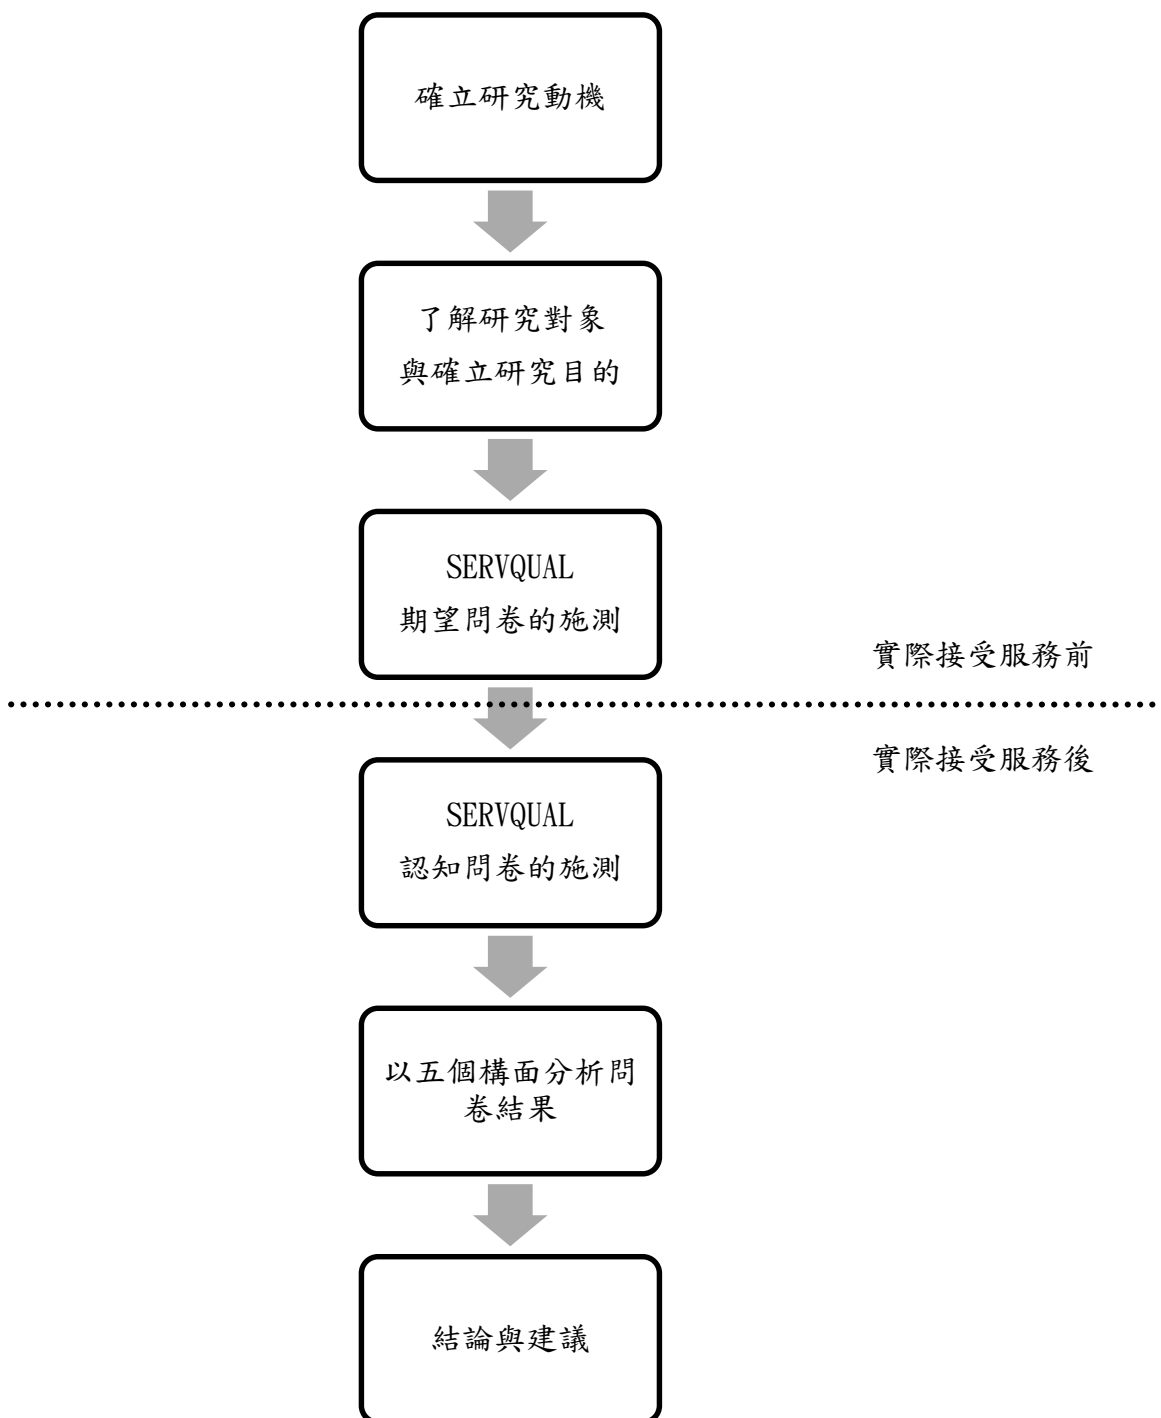 確立研究動機
了解研究對象
與確立研究目的
SERVQUAL
期望問卷的施測
實際接受服務前
實際接受服務後
SERVQUAL
認知問卷的施測
以五個構面分析問
卷結果
結論與建議